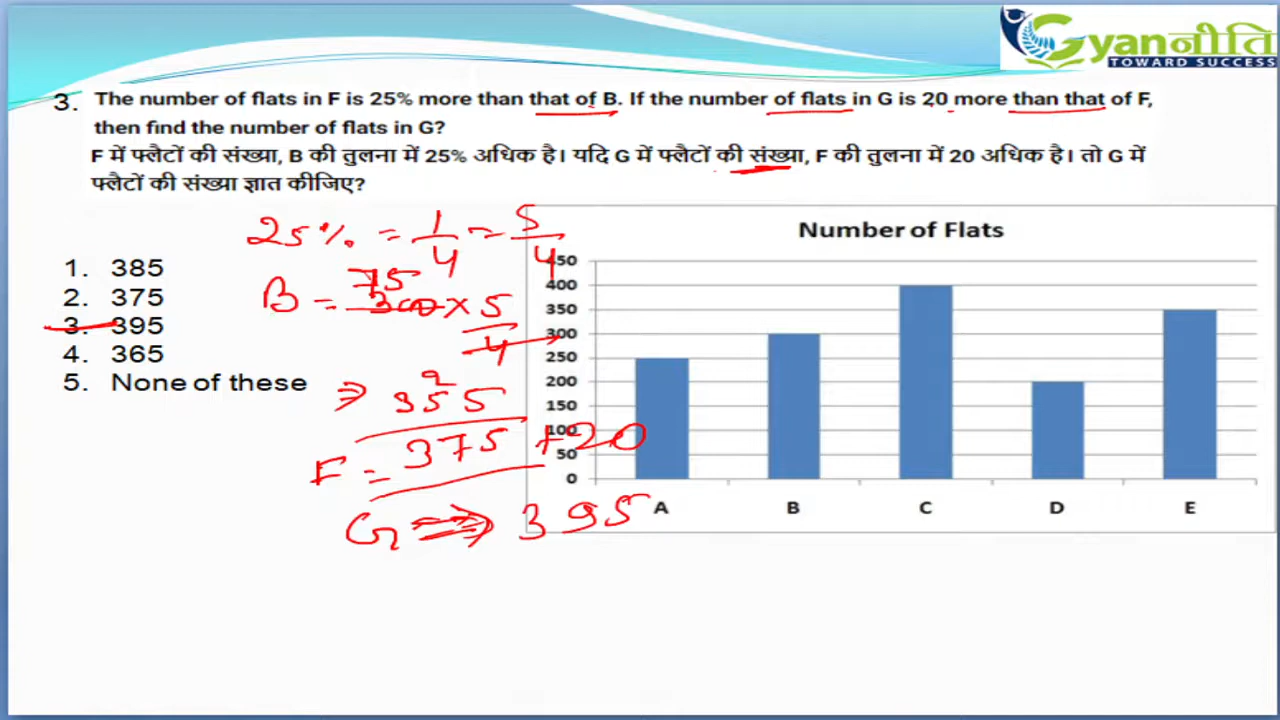 Gyanनीति
TOWARD SUCCESS
3. The number of flats in F is 25% more than that of B. If the number of flats in G is 20 more than that of F,
then find the number of flats in G?
F में फ्लैटों की संख्या, B की तुलना में 25% अधिक है। यदि G में फ्लैटों की संख्या, F की तुलना में 20 अधिक है। तो G में
फ्लैटों की संख्या ज्ञात कीजिए?
1. 385
2. 375
3. 395
4. 365
5. None of these
25% = 1/4 = 5/4
75
B = 300 × 5/4
F = 375 + 20
G ⇒ 395
Number of Flats
450
400
350
300
250
200
150
100
50
0
A B C D E